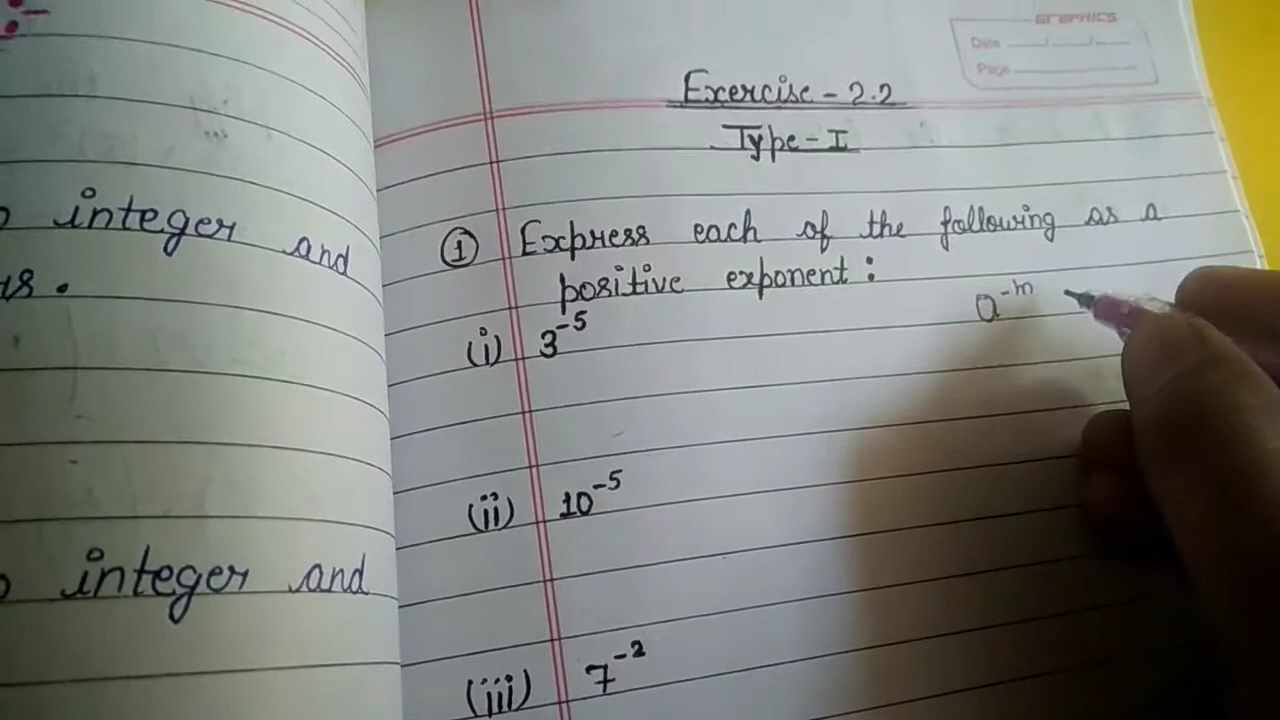 integer and
integer and
GRAPHICS
Date
Page
Exercise - 2.2
Type - I
① Express each of the following as a
positive exponent :
a⁻ᵐ
(i) 3⁻⁵
(ii) 10⁻⁵
(iii) 7⁻²